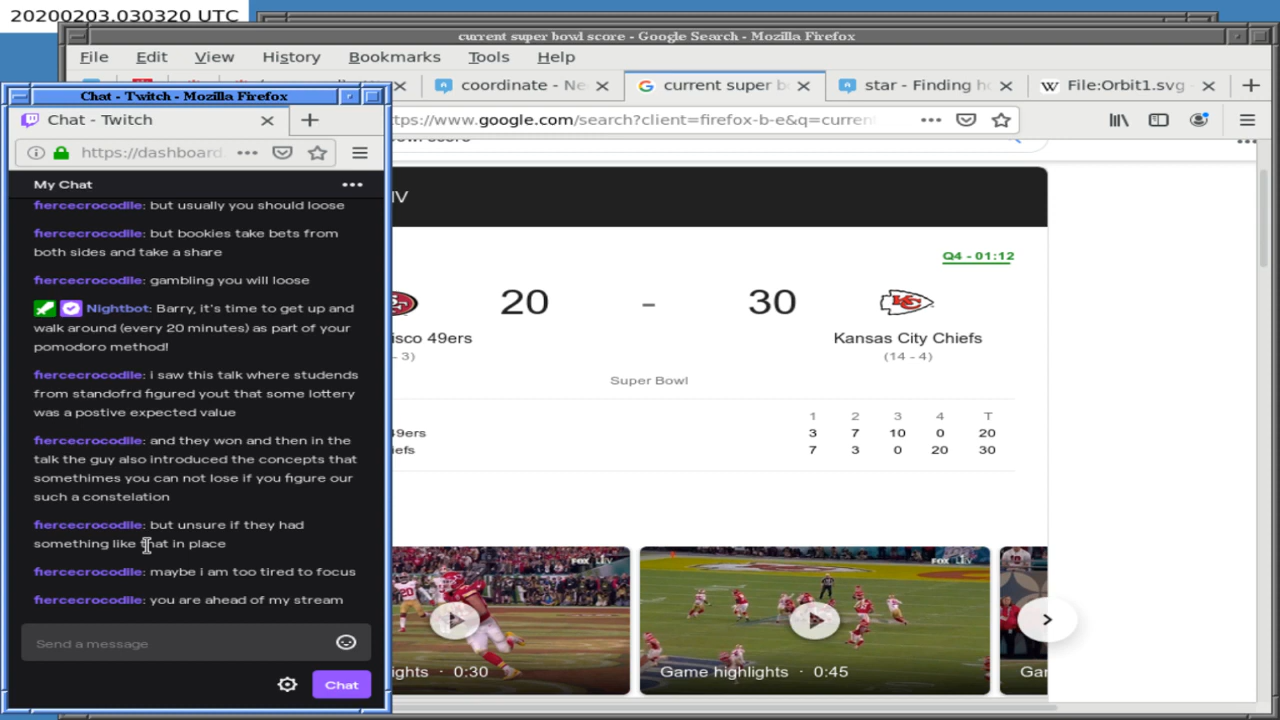 20200203.030320 UTC
current super bowl score - Google Search - Mozilla Firefox
File Edit View History Bookmarks Tools Help
coordinate - Ne
current super b
star - Finding h
File:Orbit1.svg -
Chat - Twitch - Mozilla Firefox
Chat - Twitch
https://dashboard.
tps://www.google.com/search?client=firefox-b-e&q=curren
My Chat
fiercecrocodile: but usually you should loose
fiercecrocodile: but bookies take bets from
both sides and take a share
fiercecrocodile: gambling you will loose
Nightbot: Barry, it's time to get up and
walk around (every 20 minutes) as part of your
pomodoro method!
fiercecrocodile: i saw this talk where studends
from standofrd figured yout that some lottery
was a postive expected value
fiercecrocodile: and they won and then in the
talk the guy also introduced the concepts that
somethimes you can not lose if you figure our
such a constelation
fiercecrocodile: but unsure if they had
something like that in place
fiercecrocodile: maybe i am too tired to focus
fiercecrocodile: you are ahead of my stream
Send a message
Chat
IV
Q4 - 01:12
20 - 30
isco 49ers
Kansas City Chiefs
- 3)
(14 - 4)
Super Bowl
1 2 3 4 T
49ers 3 7 10 0 20
iefs 7 3 0 20 30
FOX LIV
FOX LIV
ights · 0:30
Game highlights · 0:45
Gar